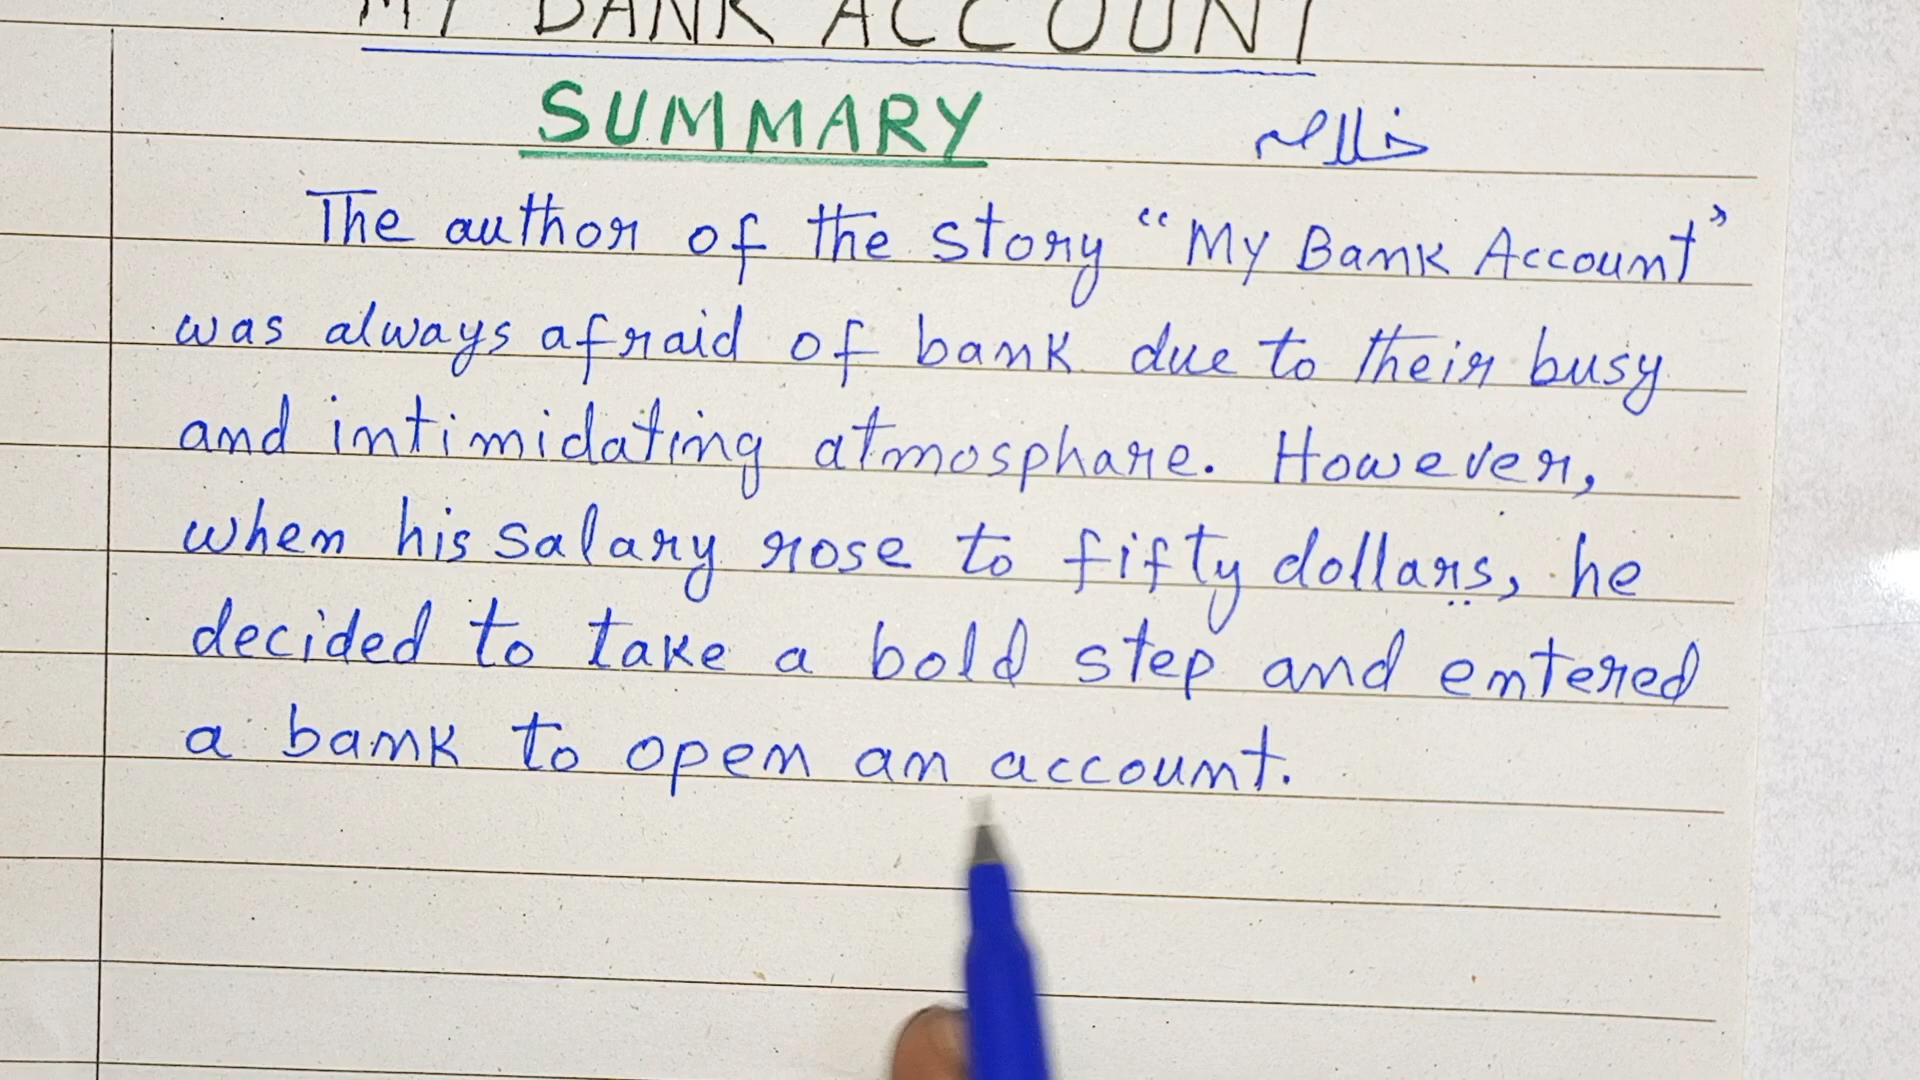 MY BANK ACCOUNT
SUMMARY خلاصہ
The author of the story “My Bank Account”
was always afraid of bank due to their busy
and intimidating atmosphare. However,
when his salary rose to fifty dollars, he
decided to take a bold step and entered
a bank to open an account.